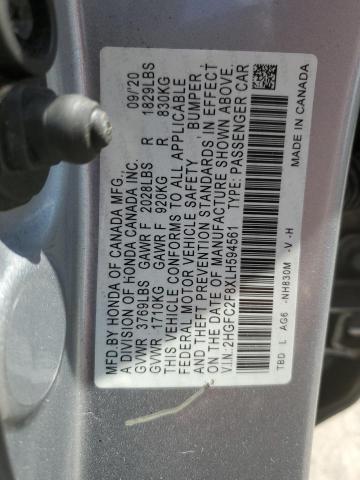 MFD BY HONDA OF CANADA MFG., 09/'20
A DIVISION OF HONDA CANADA INC.
GVWR 3769LBS GAWR F 2028LBS R 1829LBS
GVWR 1710KG GAWR F 920KG R 830KG
THIS VEHICLE CONFORMS TO ALL APPLICABLE
FEDERAL MOTOR VEHICLE SAFETY , BUMPER
AND THEFT PREVENTION STANDARDS IN EFFECT
ON THE DATE OF MANUFACTURE SHOWN ABOVE.
V.I.N:2HGFC2F8XLH594561 TYPE: PASSENGER CAR
TBD L AG6 -NH830M -V -H MADE IN CANADA